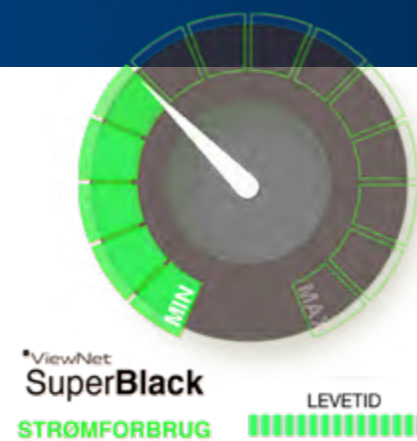 MIN
MAX
ViewNet
SuperBlack
STRØMFORBRUG
LEVETID